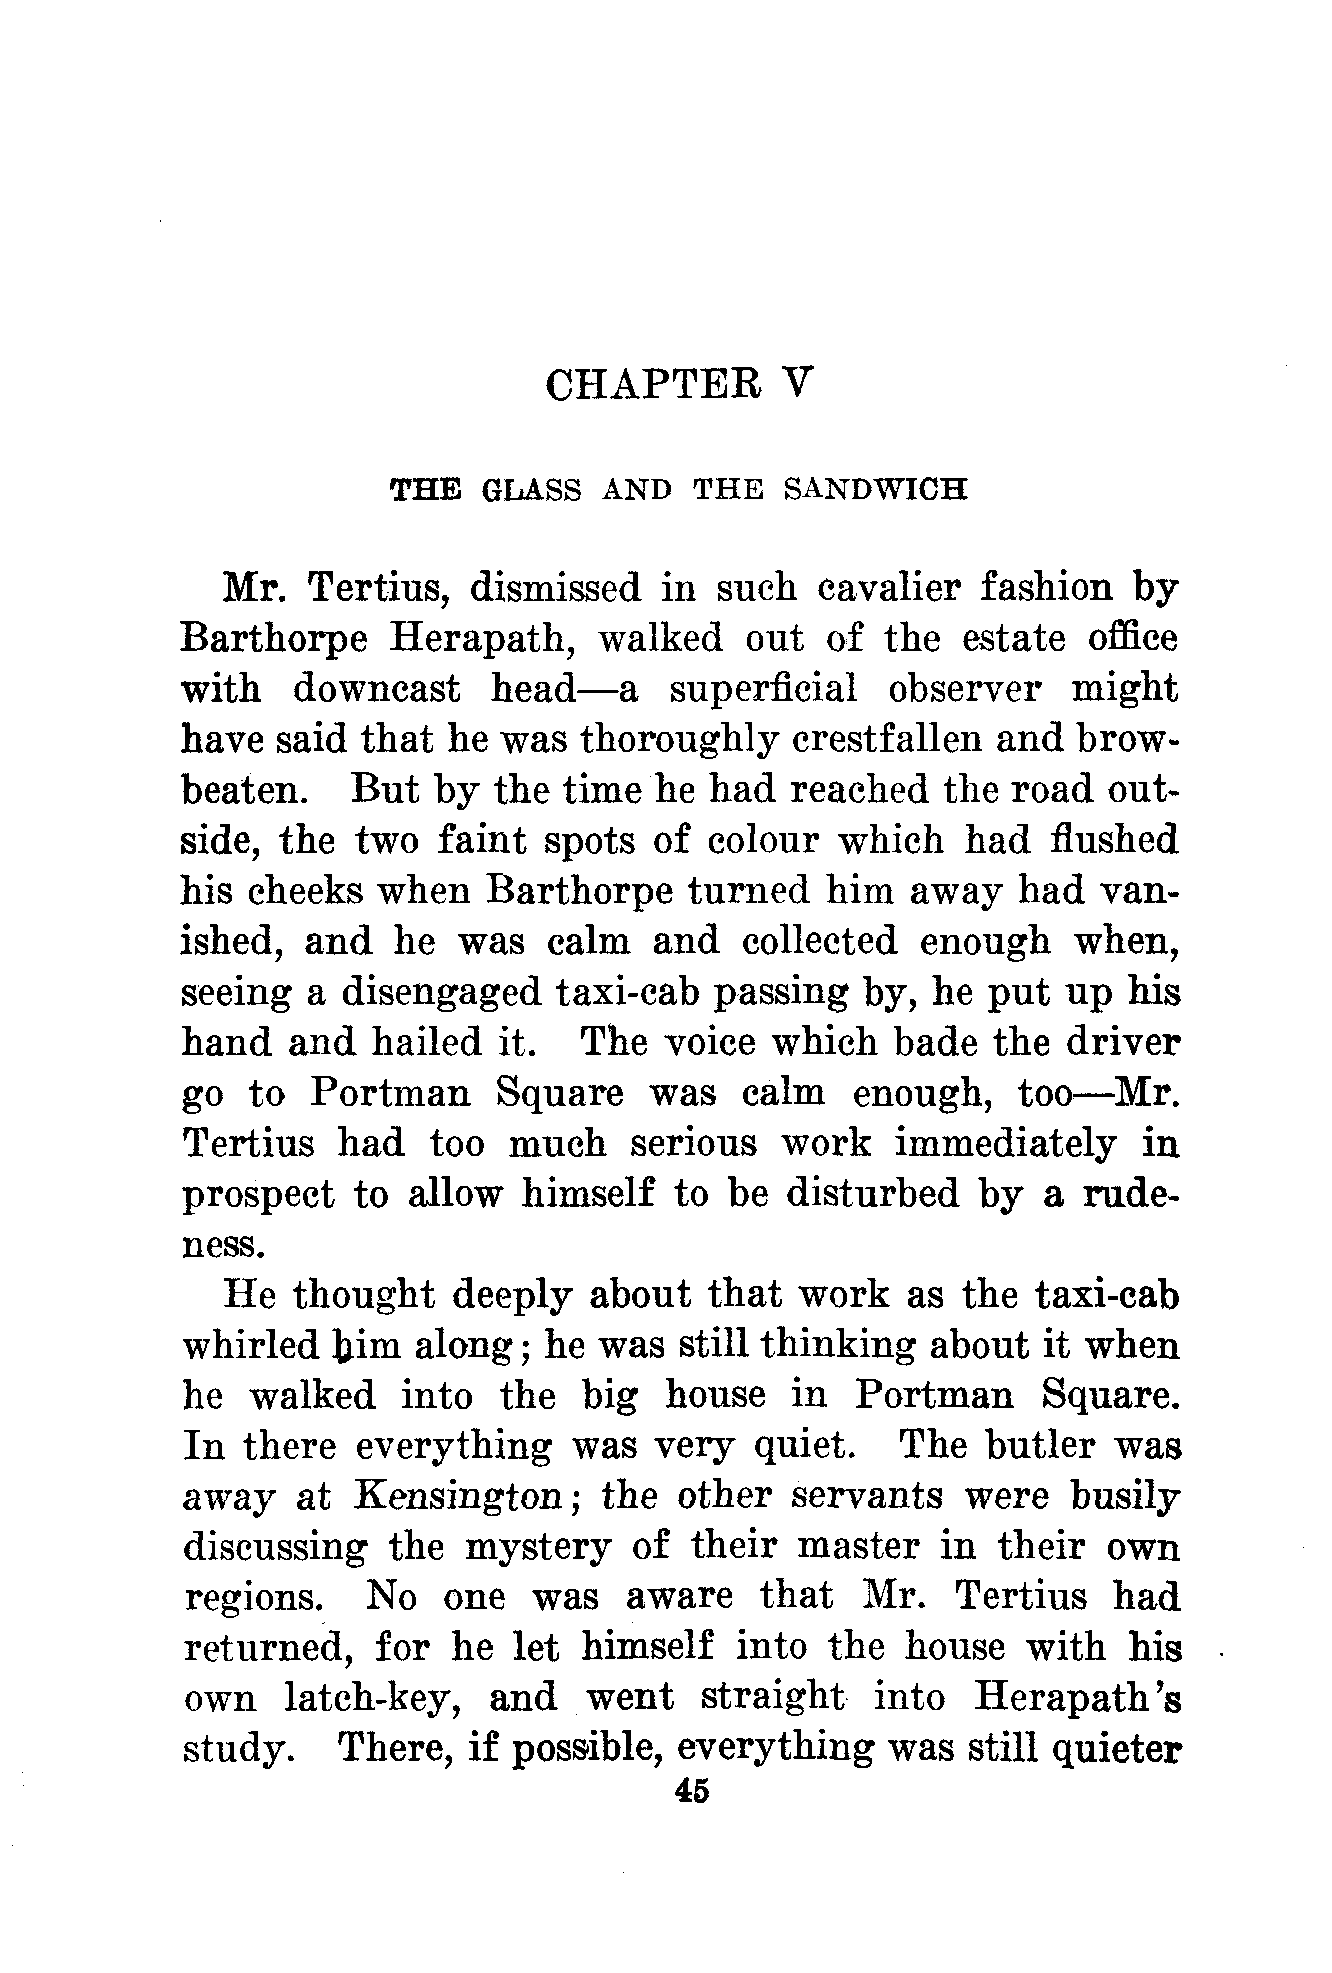 CHAPTER V
THE GLASS AND THE SANDWICH
Mr. Tertius, dismissed in such cavalier fashion by
Barthorpe Herapath, walked out of the estate office
with downcast head—a superficial observer might
have said that he was thoroughly crestfallen and brow-
beaten. But by the time he had reached the road out-
side, the two faint spots of colour which had flushed
his cheeks when Barthorpe turned him away had van-
ished, and he was calm and collected enough when,
seeing a disengaged taxi-cab passing by, he put up his
hand and hailed it. The voice which bade the driver
go to Portman Square was calm enough, too—Mr.
Tertius had too much serious work immediately in
prospect to allow himself to be disturbed by a rude-
ness.
He thought deeply about that work as the taxi-cab
whirled him along; he was still thinking about it when
he walked into the big house in Portman Square.
In there everything was very quiet. The butler was
away at Kensington; the other servants were busily
discussing the mystery of their master in their own
regions. No one was aware that Mr. Tertius had
returned, for he let himself into the house with his
own latch-key, and went straight into Herapath's
study. There, if possible, everything was still quieter
45